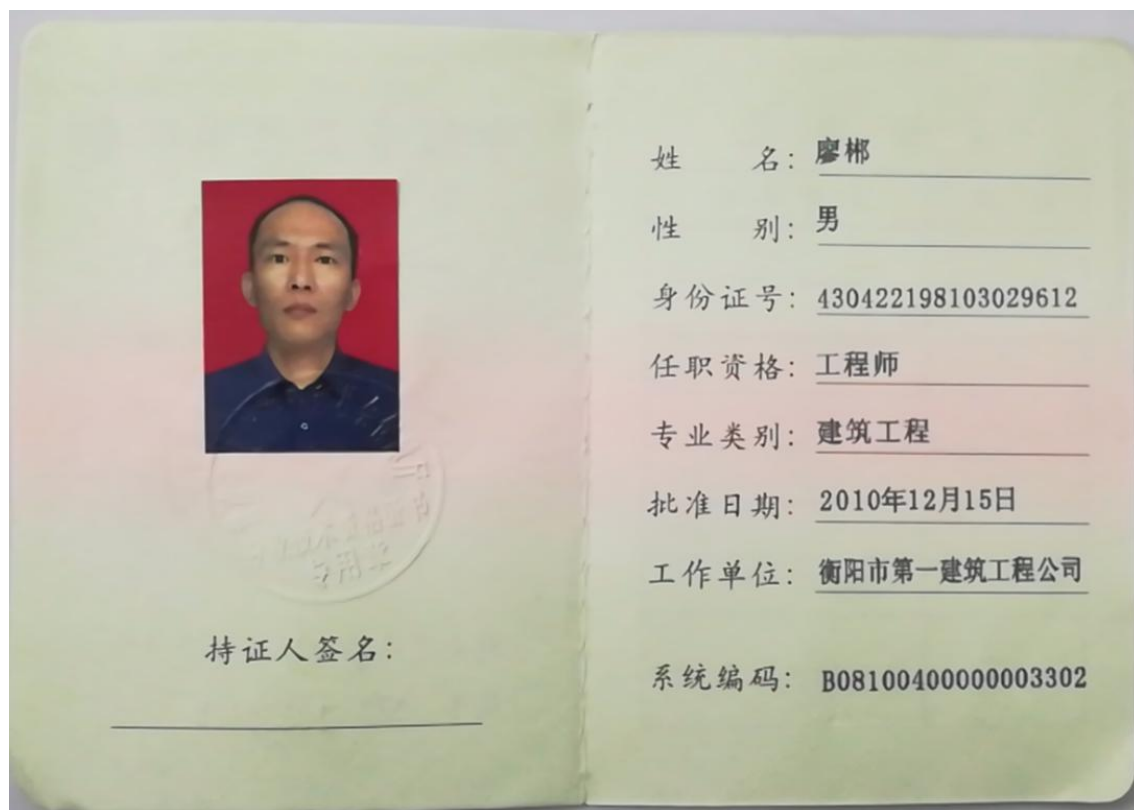 持证人签名：
姓 名：廖郴
性 别：男
身份证号：430422198103029612
任职资格：工程师
专业类别：建筑工程
批准日期：2010年12月15日
工作单位：衡阳市第一建筑工程公司
系统编码：B08100400000003302